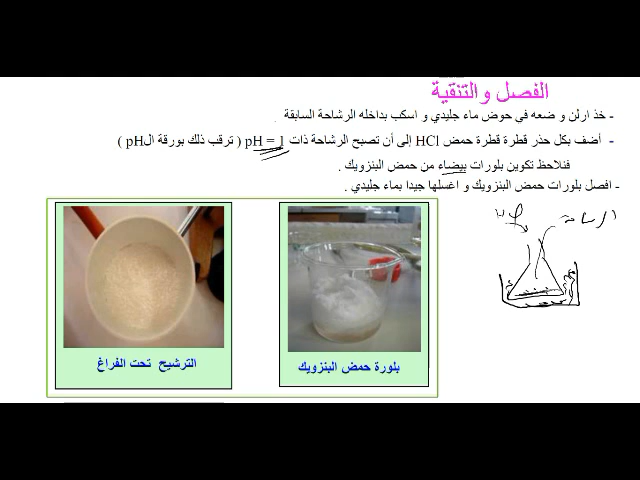 الفصل والتنقية
- خذ ارلن و ضعه في حوض ماء جليدي و اسكب بداخله الرشاحة السابقة .
- أضف بكل حذر قطرة قطرة حمض HCl إلى أن تصبح الرشاحة ذات pH = 1 ( ترقب ذلك بورقة الpH )
فنلاحظ تكوين بلورات بيضاء من حمض البنزويك .
- افصل بلورات حمض البنزويك و اغسلها جيدا بماء جليدي .
بلورة حمض البنزويك
الترشيح تحت الفراغ